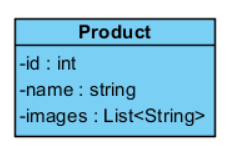 Product
-id : int
-name : string
-images : List<String>